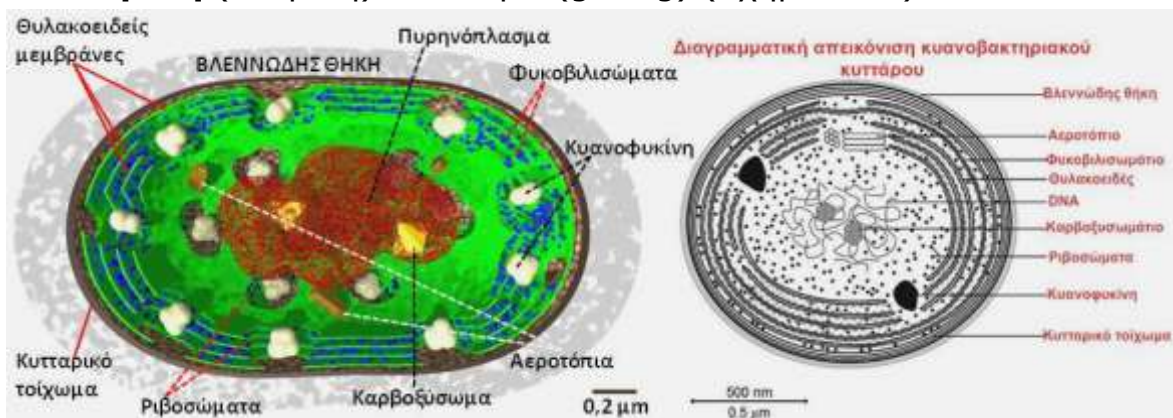 Θυλακοειδείς
μεμβράνες
ΒΛΕΝΝΩΔΗΣ ΘΗΚΗ
Πυρηνόπλασμα
Φυκοβιλισώματα
Κυανοφυκίνη
Κυτταρικό
τοίχωμα
Ριβοσώματα
Καρβοξύσωμα
Αεροτόπια
0,2 μm
Διαγραμματική απεικόνιση κυανοβακτηριακού
κυττάρου
Βλεννώδης θήκη
Αεροτόπιο
Φυκοβιλισωμάτιο
Θυλακοειδές
DNA
Καρβοξυσωμάτιο
Ριβοσώματα
Κυανοφυκίνη
Κυτταρικό τοίχωμα
500 nm
0.5 μm